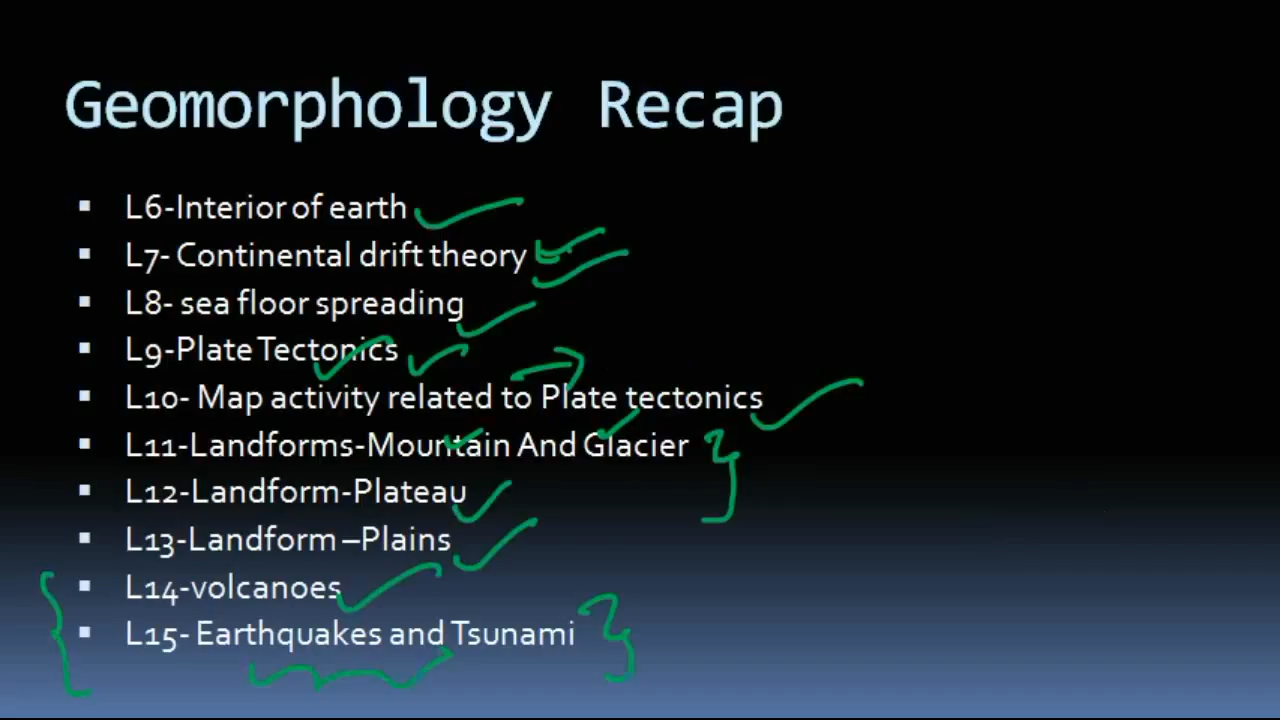 Geomorphology Recap
▪ L6-Interior of earth
▪ L7- Continental drift theory
▪ L8- sea floor spreading
▪ L9-Plate Tectonics
▪ L10- Map activity related to Plate tectonics
▪ L11-Landforms-Mountain And Glacier
▪ L12-Landform-Plateau
▪ L13-Landform –Plains
▪ L14-volcanoes
▪ L15- Earthquakes and Tsunami